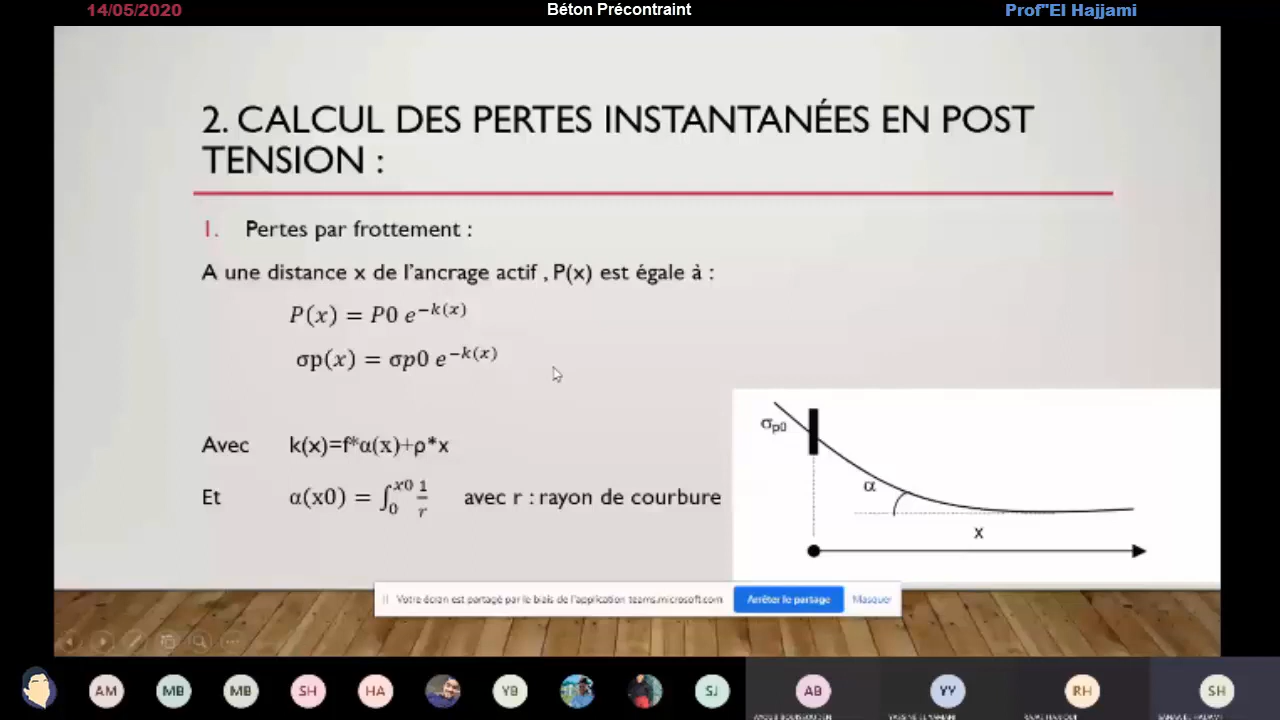 14/05/2020
Béton Précontraint
Prof"El Hajjami
2. CALCUL DES PERTES INSTANTANÉES EN POST
TENSION :
1. Pertes par frottement :
A une distance x de l'ancrage actif , P(x) est égale à :
P(x) = P0 e^{-k(x)}
σp(x) = σp0 e^{-k(x)}
Avec k(x)=f*α(x)+ρ*x
Et α(x0) = ∫_0^{x0} 1/r avec r : rayon de courbure
σp0
α
x
Votre écran est partagé par le biais de l'application teams.microsoft.com
Arrêter le partage
Masquer
AM
MB
MB
SH
HA
YB
SJ
AB
YY
RH
SH